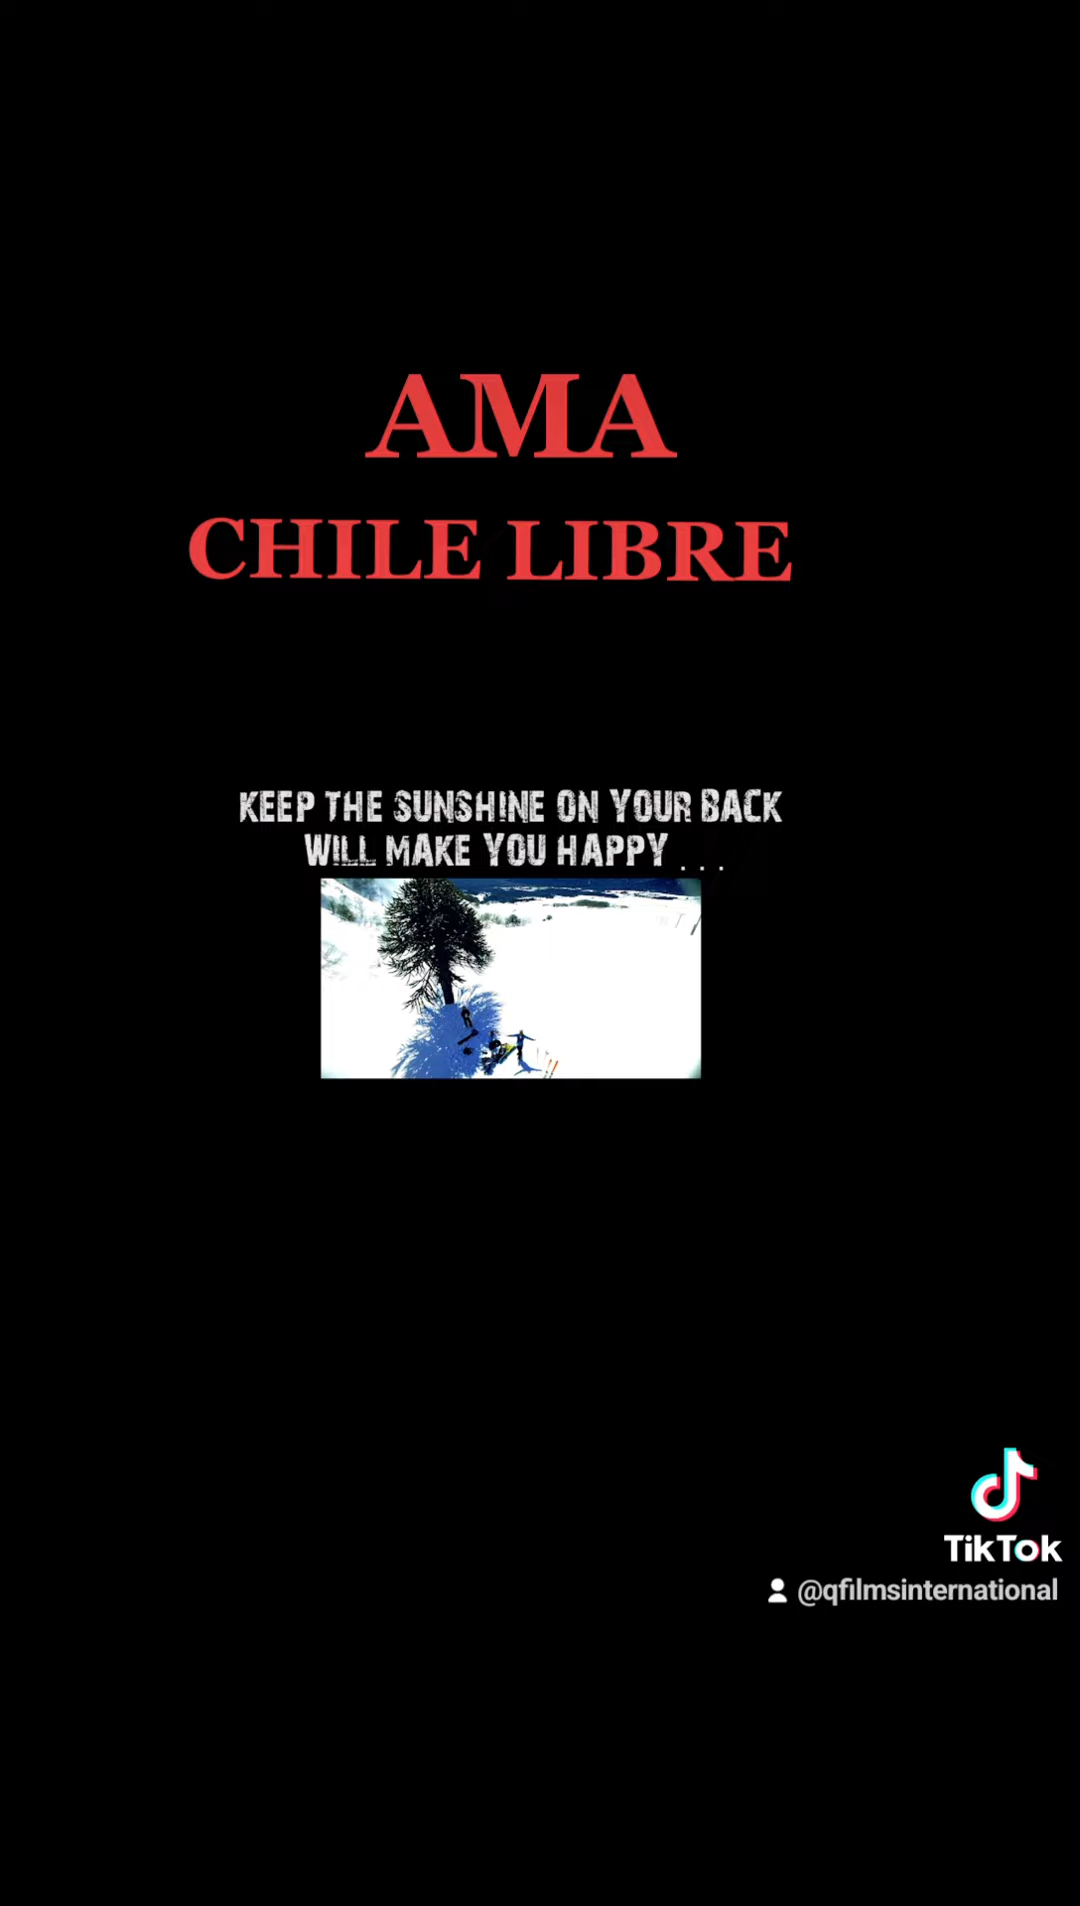 AMA
CHILE LIBRE
KEEP THE SUNSHINE ON YOUR BACK
WILL MAKE YOU HAPPY . . .
TikTok
@qfilmsinternational